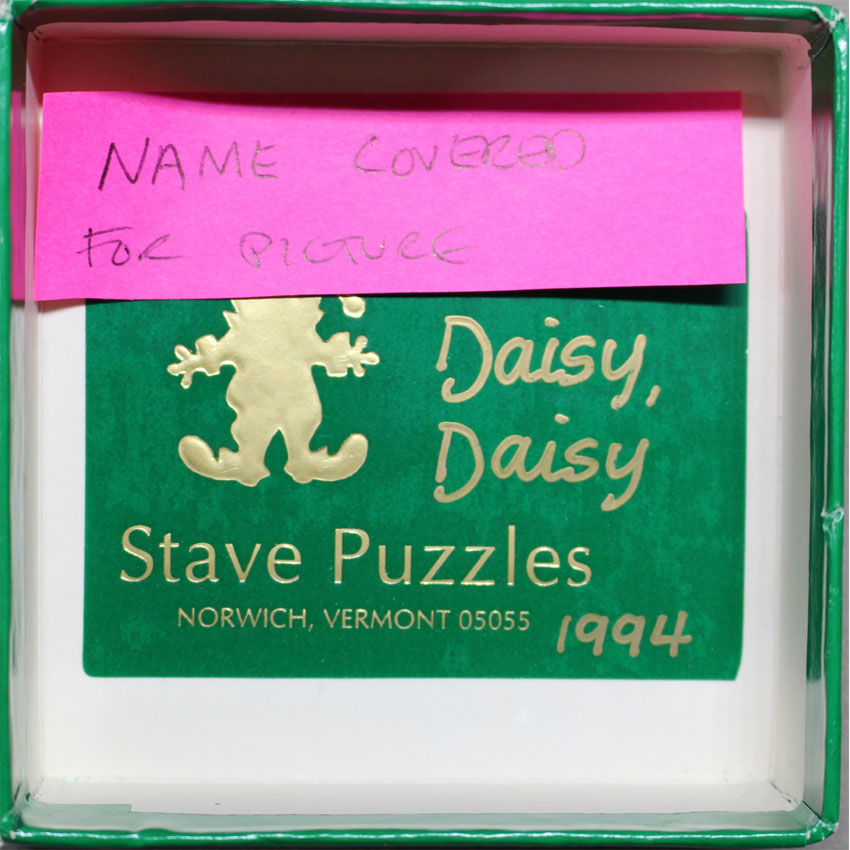 NAME COVERED
FOR PICTURE
Daisy,
Daisy
Stave Puzzles
NORWICH, VERMONT 05055
1994